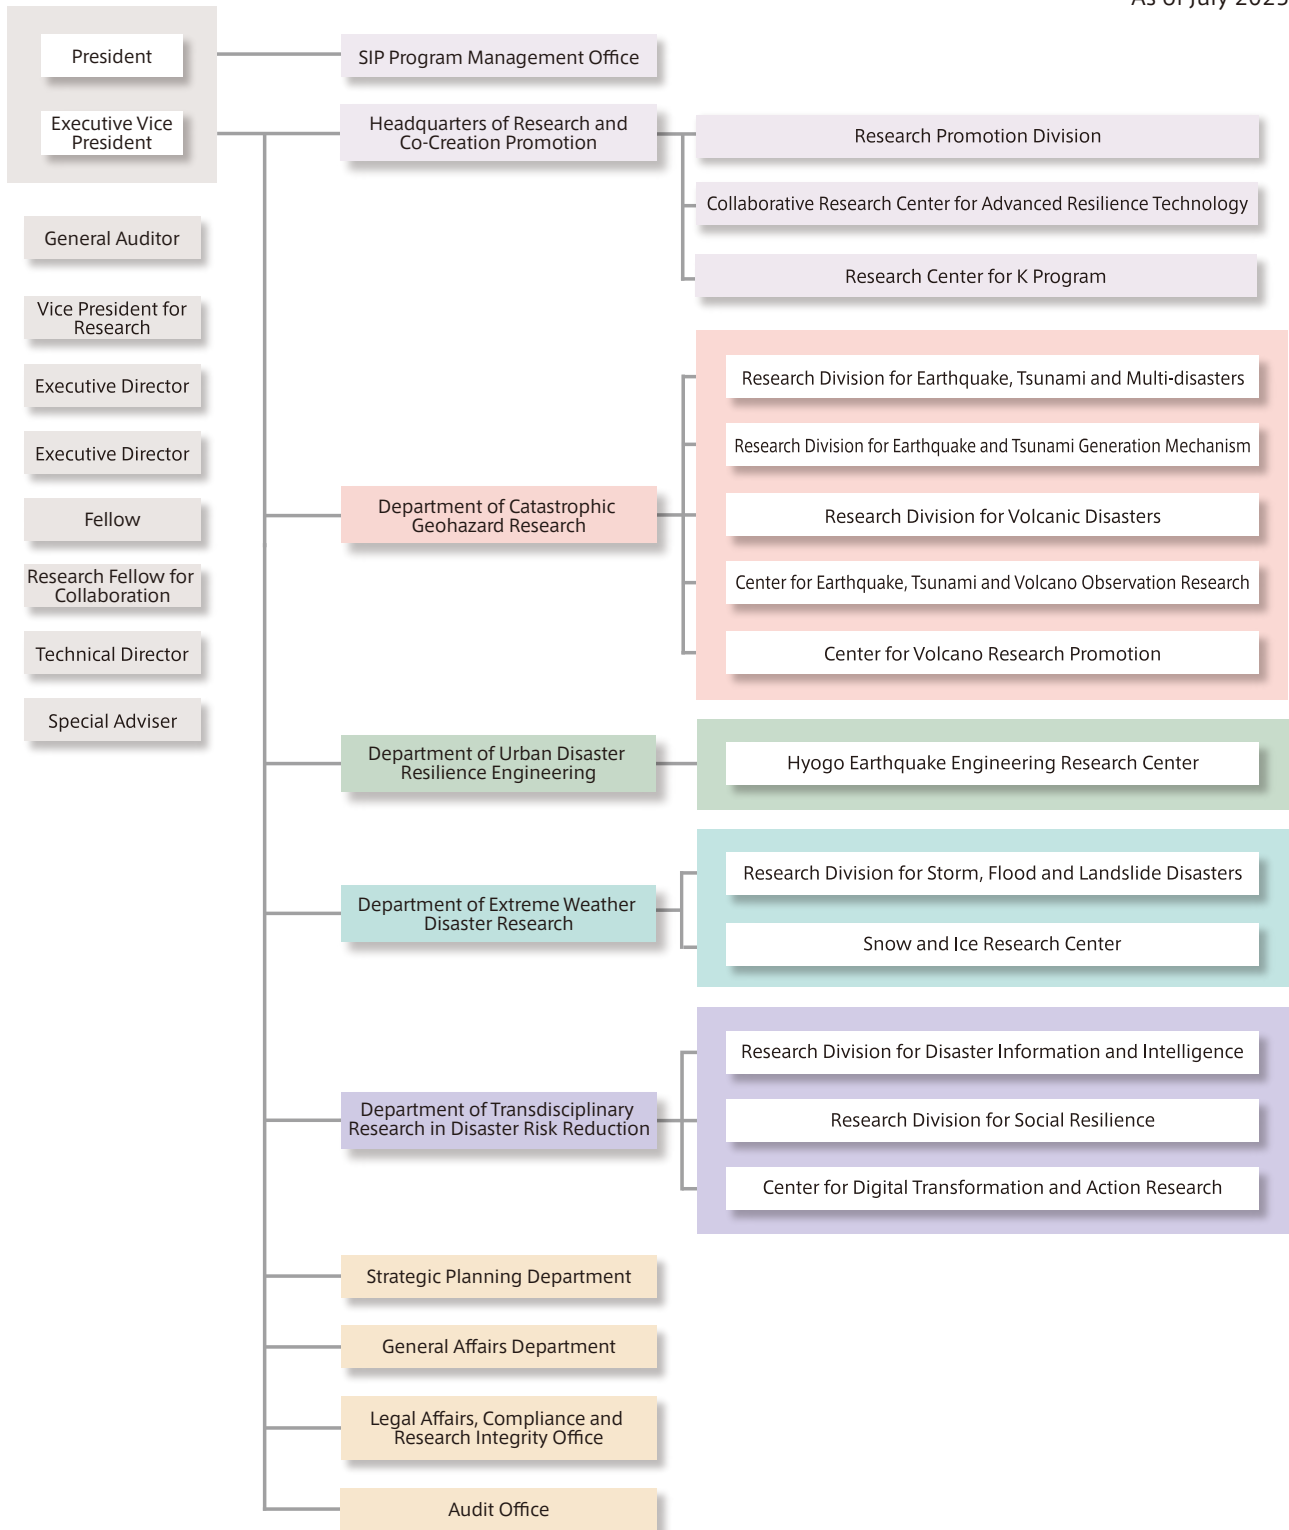 As of July 2025
President
SIP Program Management Office
Executive Vice
President
Headquarters of Research and
Co-Creation Promotion
Research Promotion Division
Collaborative Research Center for Advanced Resilience Technology
Research Center for K Program
General Auditor
Vice President for
Research
Executive Director
Executive Director
Fellow
Research Fellow for
Collaboration
Technical Director
Special Adviser
Department of Catastrophic
Geohazard Research
Research Division for Earthquake, Tsunami and Multi-disasters
Research Division for Earthquake and Tsunami Generation Mechanism
Research Division for Volcanic Disasters
Center for Earthquake, Tsunami and Volcano Observation Research
Center for Volcano Research Promotion
Department of Urban Disaster
Resilience Engineering
Hyogo Earthquake Engineering Research Center
Department of Extreme Weather
Disaster Research
Research Division for Storm, Flood and Landslide Disasters
Snow and Ice Research Center
Department of Transdisciplinary
Research in Disaster Risk Reduction
Research Division for Disaster Information and Intelligence
Research Division for Social Resilience
Center for Digital Transformation and Action Research
Strategic Planning Department
General Affairs Department
Legal Affairs, Compliance and
Research Integrity Office
Audit Office